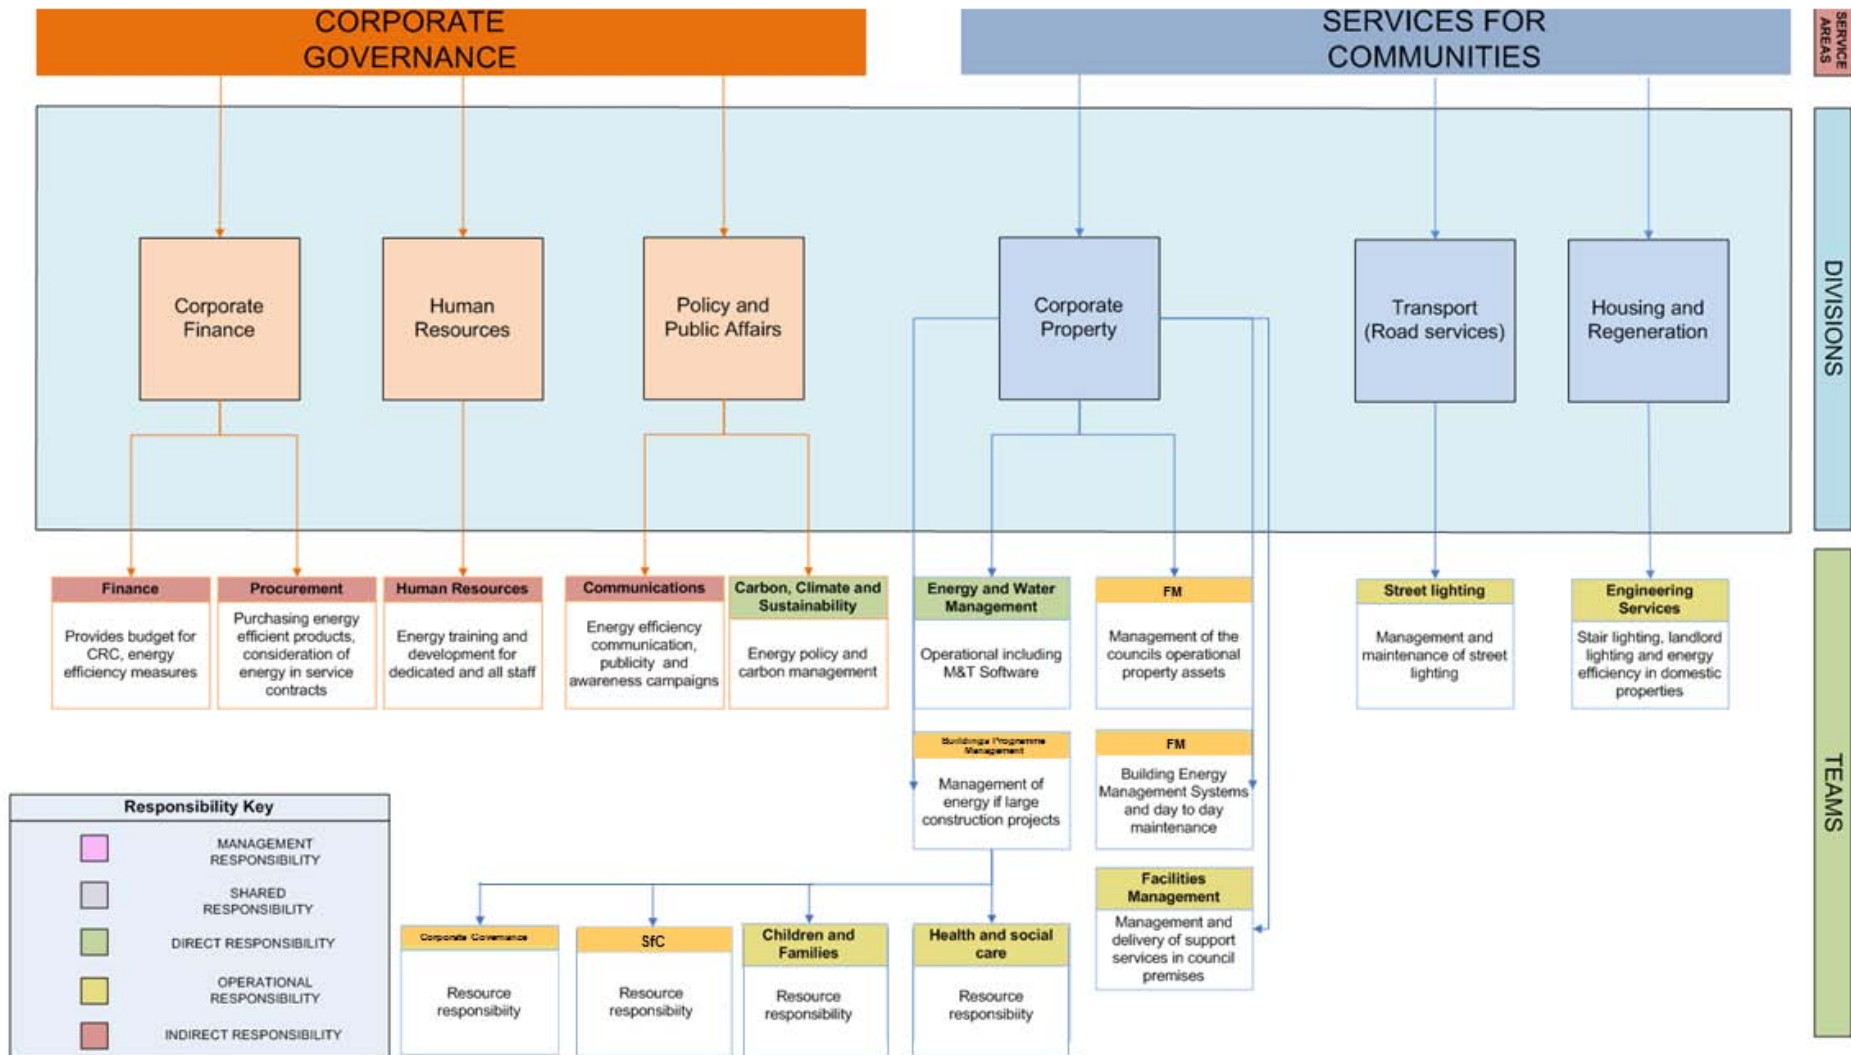 CORPORATE
GOVERNANCE
SERVICES FOR
COMMUNITIES
SERVICE
AREAS
Corporate
Finance
Human
Resources
Policy and
Public Affairs
Corporate
Property
Transport
(Road services)
Housing and
Regeneration
DIVISIONS
Finance
Provides budget for
CRC, energy
efficiency measures
Procurement
Purchasing energy
efficient products,
consideration of
energy in service
contracts
Human Resources
Energy training and
development for
dedicated and all staff
Communications
Energy efficiency
communication,
publicity and
awareness campaigns
Carbon, Climate and
Sustainability
Energy policy and
carbon management
Energy and Water
Management
Operational including
M&T Software
FM
Management of the
councils operational
property assets
Street lighting
Management and
maintenance of street
lighting
Engineering
Services
Stair lighting, landlord
lighting and energy
efficiency in domestic
properties
Buildings Programme
Management
Management of
energy if large
construction projects
FM
Building Energy
Management Systems
and day to day
maintenance
TEAMS
Facilities
Management
Management and
delivery of support
services in council
premises
Corporate Governance
Resource
responsibiity
SfC
Resource
responsibiity
Children and
Families
Resource
responsibility
Health and social
care
Resource
responsibiity
Responsibility Key
MANAGEMENT
RESPONSIBILITY
SHARED
RESPONSIBILITY
DIRECT RESPONSIBILITY
OPERATIONAL
RESPONSIBILITY
INDIRECT RESPONSIBILITY